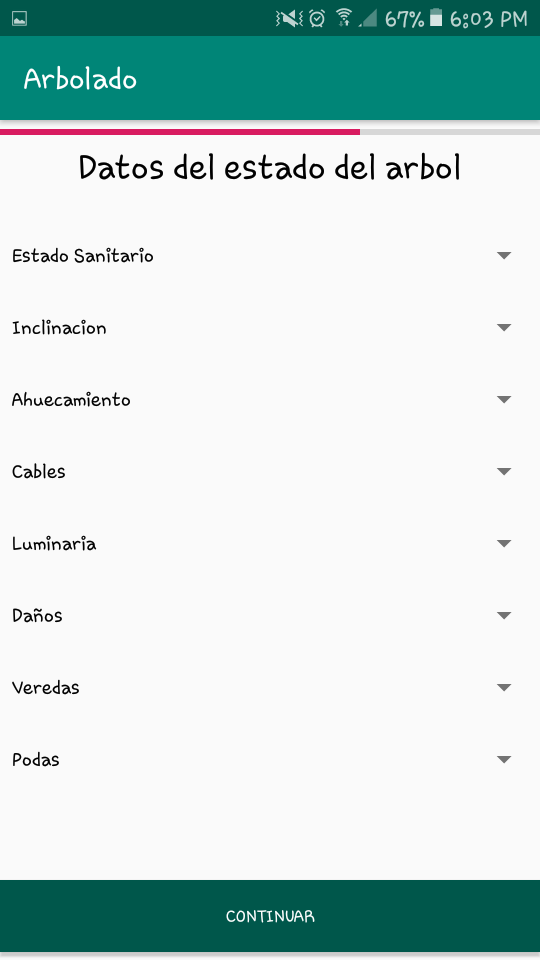 67% 6:03 PM
Arbolado
Datos del estado del arbol
Estado Sanitario
Inclinacion
Ahuecamiento
Cables
Luminaria
Daños
Veredas
Podas
CONTINUAR